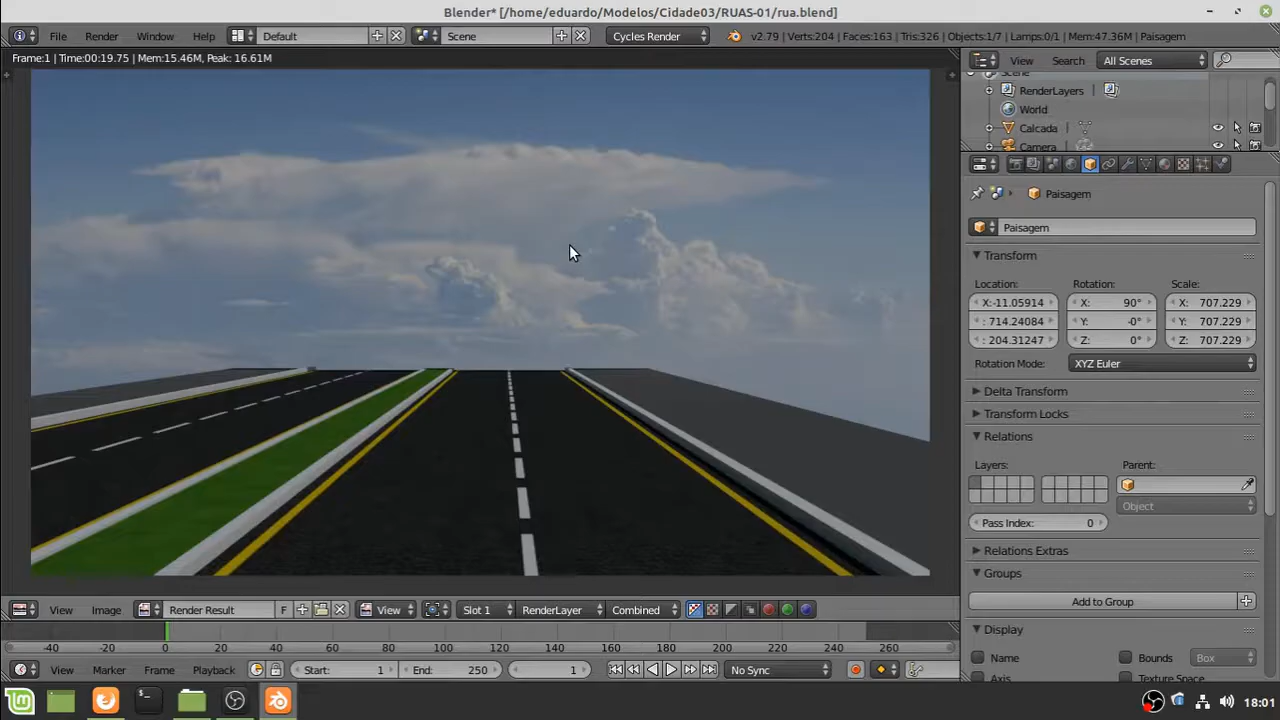 Blender* [/home/eduardo/Modelos/Cidade03/RUAS-01/rua.blend]
File Render Window Help Default Scene Cycles Render v2.79 | Verts:204 | Faces:163 | Tris:326 | Objects:1/7 | Lamps:0/1 | Mem:47.36M | Paisagem
Frame:1 | Time:00:19.75 | Mem:15.46M, Peak: 16.61M
View Search All Scenes
Scene
RenderLayers
World
Calcada
Camera
Paisagem
Paisagem
Transform
Location: Rotation: Scale:
X:-11.05914 X: 90° X: 707.229
: 714.24084 Y: -0° Y: 707.229
: 204.31247 Z: 0° Z: 707.229
Rotation Mode: XYZ Euler
Delta Transform
Transform Locks
Relations
Layers: Parent:
Object
Pass Index: 0
Relations Extras
Groups
Add to Group
Display
Name Bounds Box
Axis Texture Space
View Image Render Result F View Slot 1 RenderLayer Combined
-40 -20 0 20 40 60 80 100 120 140 160 180 200 220 240 260
View Marker Frame Playback Start: 1 End: 250 1 No Sync
18:01